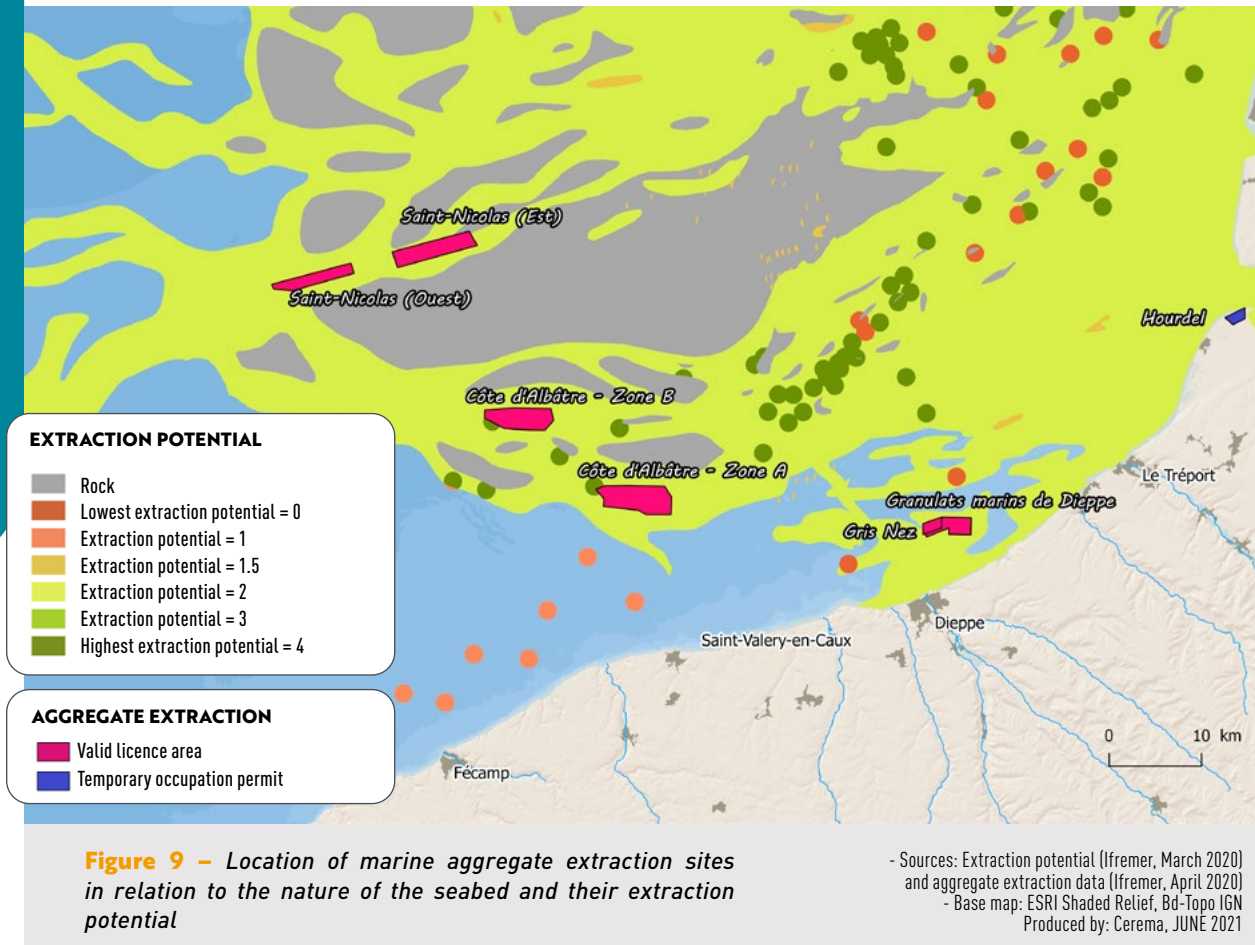 Saint-Nicolas (Est)
Saint-Nicolas (Ouest)
Hourdel
Côte d'Albâtre - Zone B
Côte d'Albâtre - Zone A
Le Tréport
Granulats marins de Dieppe
Gris Nez
Dieppe
Saint-Valery-en-Caux
Fécamp
0 10 km
EXTRACTION POTENTIAL
Rock
Lowest extraction potential = 0
Extraction potential = 1
Extraction potential = 1.5
Extraction potential = 2
Extraction potential = 3
Highest extraction potential = 4
AGGREGATE EXTRACTION
Valid licence area
Temporary occupation permit
Figure 9 – Location of marine aggregate extraction sites
in relation to the nature of the seabed and their extraction
potential
- Sources: Extraction potential (Ifremer, March 2020)
and aggregate extraction data (Ifremer, April 2020)
- Base map: ESRI Shaded Relief, Bd-Topo IGN
Produced by: Cerema, JUNE 2021